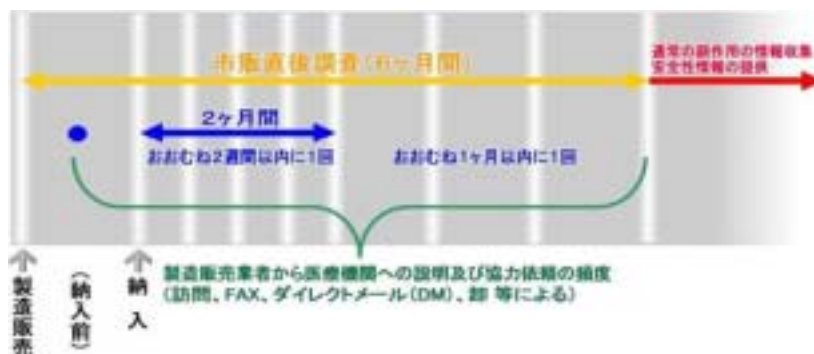 市販直後調査(6ヶ月間)
通常の副作用の情報収集
安全性情報の提供
2ヶ月間
おおむね2週間以内に1回
おおむね1ヶ月以内に1回
製造販売業者から医療機関への説明及び協力依頼の頻度
(訪問、FAX、ダイレクトメール(DM)、卸 等による)
製造販売
(納入前)
納入